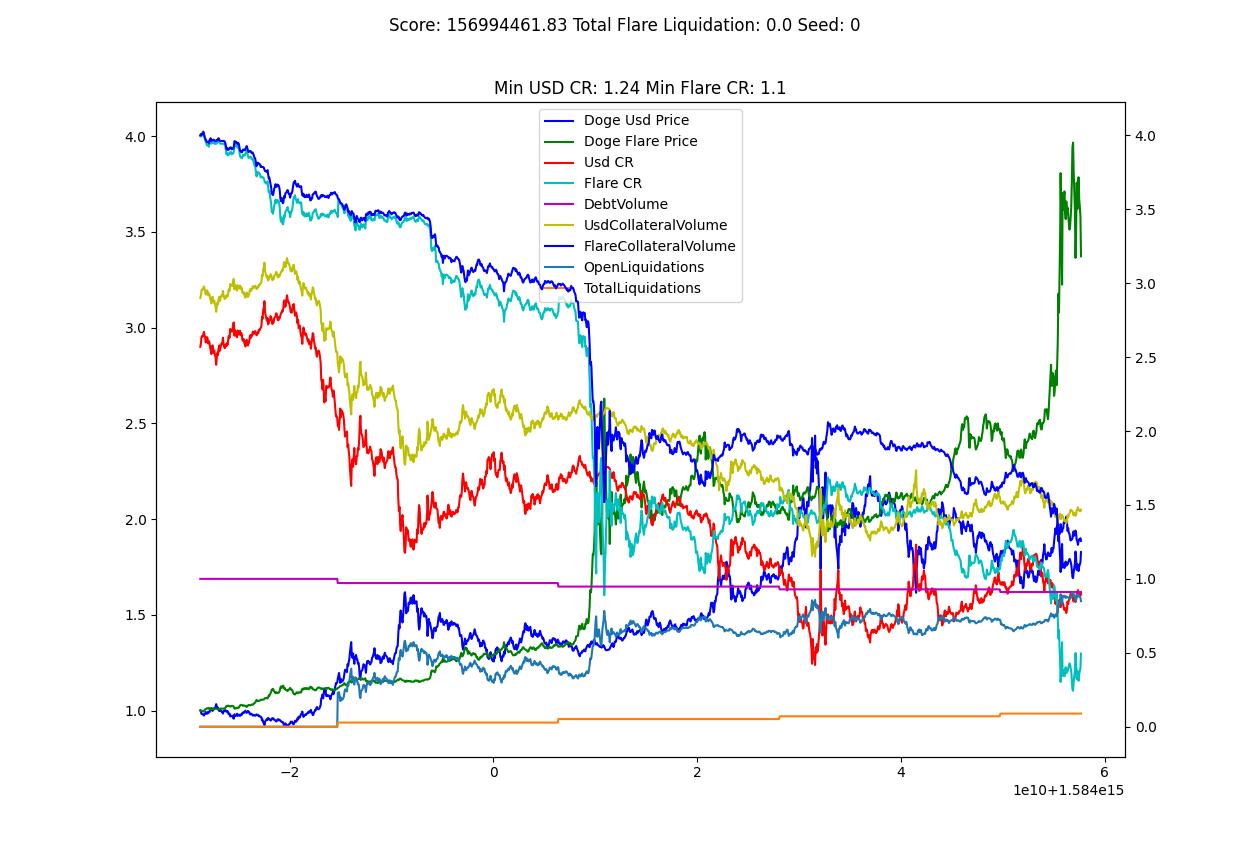 Score: 156994461.83 Total Flare Liquidation: 0.0 Seed: 0
Min USD CR: 1.24 Min Flare CR: 1.1
Doge Usd Price
Doge Flare Price
Usd CR
Flare CR
DebtVolume
UsdCollateralVolume
FlareCollateralVolume
OpenLiquidations
TotalLiquidations
4.0
3.5
3.0
2.5
2.0
1.5
1.0
4.0
3.5
3.0
2.5
2.0
1.5
1.0
0.5
0.0
−2 0 2 4 6
1e10+1.584e15